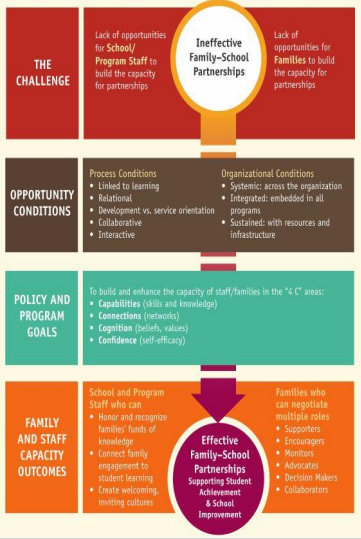 THE
CHALLENGE
Lack of opportunities
for School/
Program Staff to
build the capacity
for partnerships
Ineffective
Family–School
Partnerships
Lack of
opportunities for
Families to build
the capacity for
partnerships
OPPORTUNITY
CONDITIONS
Process Conditions
• Linked to learning
• Relational
• Development vs. service orientation
• Collaborative
• Interactive
Organizational Conditions
• Systemic: across the organization
• Integrated: embedded in all
programs
• Sustained: with resources and
infrastructure
POLICY AND
PROGRAM
GOALS
To build and enhance the capacity of staff/families in the “4 C” areas:
• Capabilities (skills and knowledge)
• Connections (networks)
• Cognition (beliefs, values)
• Confidence (self-efficacy)
FAMILY
AND STAFF
CAPACITY
OUTCOMES
School and Program
Staff who can
• Honor and recognize
families’ funds of
knowledge
• Connect family
engagement to
student learning
• Create welcoming,
inviting cultures
Effective
Family–School
Partnerships
Supporting Student
Achievement
& School
Improvement
Families who
can negotiate
multiple roles
• Supporters
• Encouragers
• Monitors
• Advocates
• Decision Makers
• Collaborators